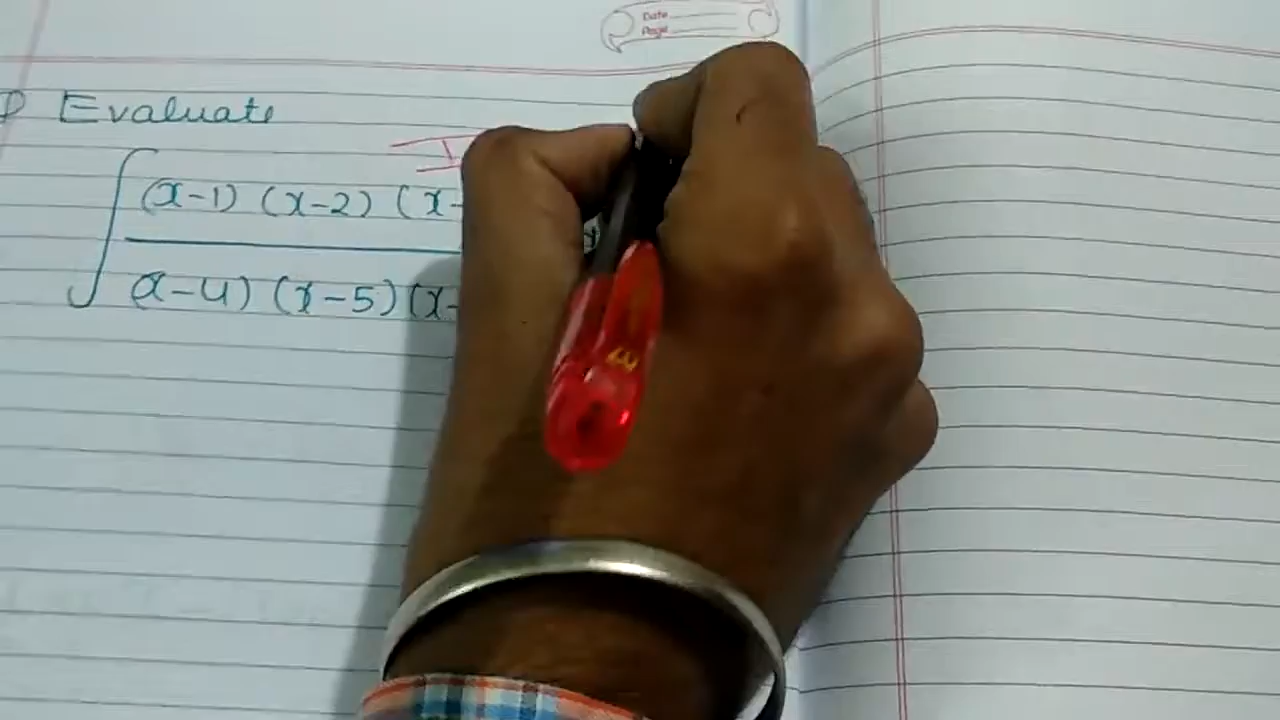 Date
Page
Evaluate
∫ (x-1) (x-2) (x-
(x-4) (x-5) (x-